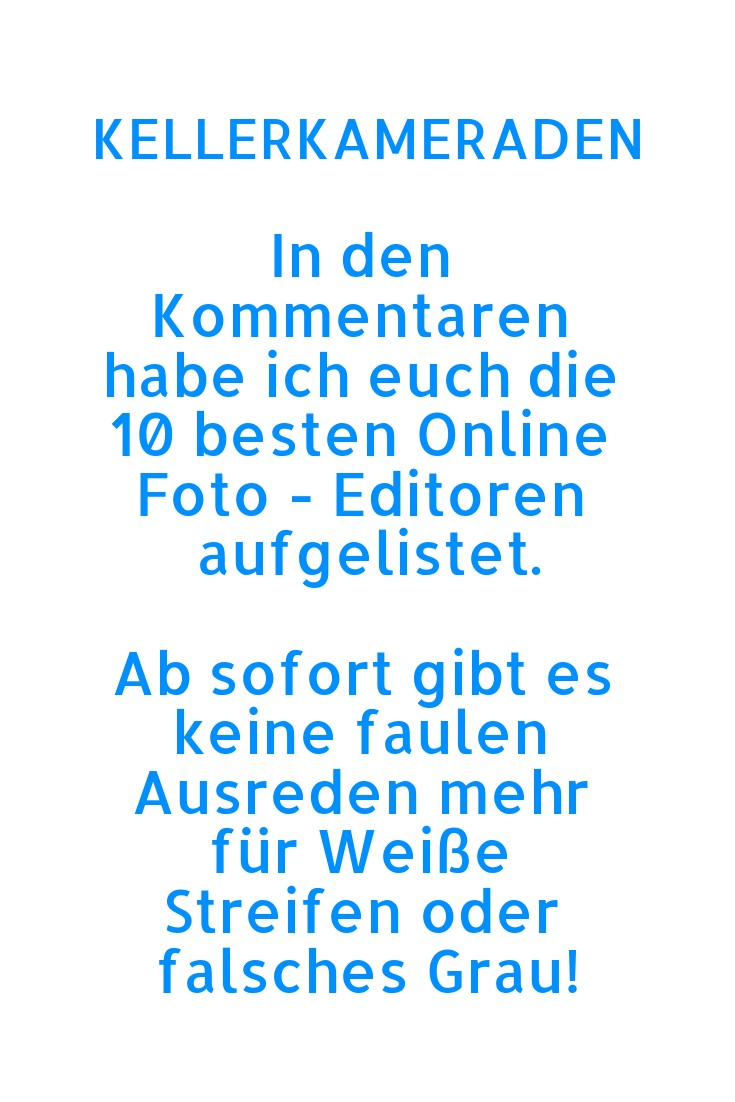 KELLERKAMERADEN
In den
Kommentaren
habe ich euch die
10 besten Online
Foto - Editoren
aufgelistet.
Ab sofort gibt es
keine faulen
Ausreden mehr
für Weiße
Streifen oder
falsches Grau!